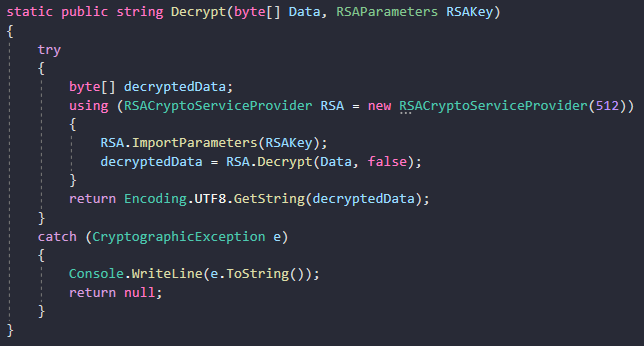 static public string Decrypt(byte[] Data, RSAParameters RSAKey)
{
try
{
byte[] decryptedData;
using (RSACryptoServiceProvider RSA = new RSACryptoServiceProvider(512))
{
RSA.ImportParameters(RSAKey);
decryptedData = RSA.Decrypt(Data, false);
}
return Encoding.UTF8.GetString(decryptedData);
}
catch (CryptographicException e)
{
Console.WriteLine(e.ToString());
return null;
}
}